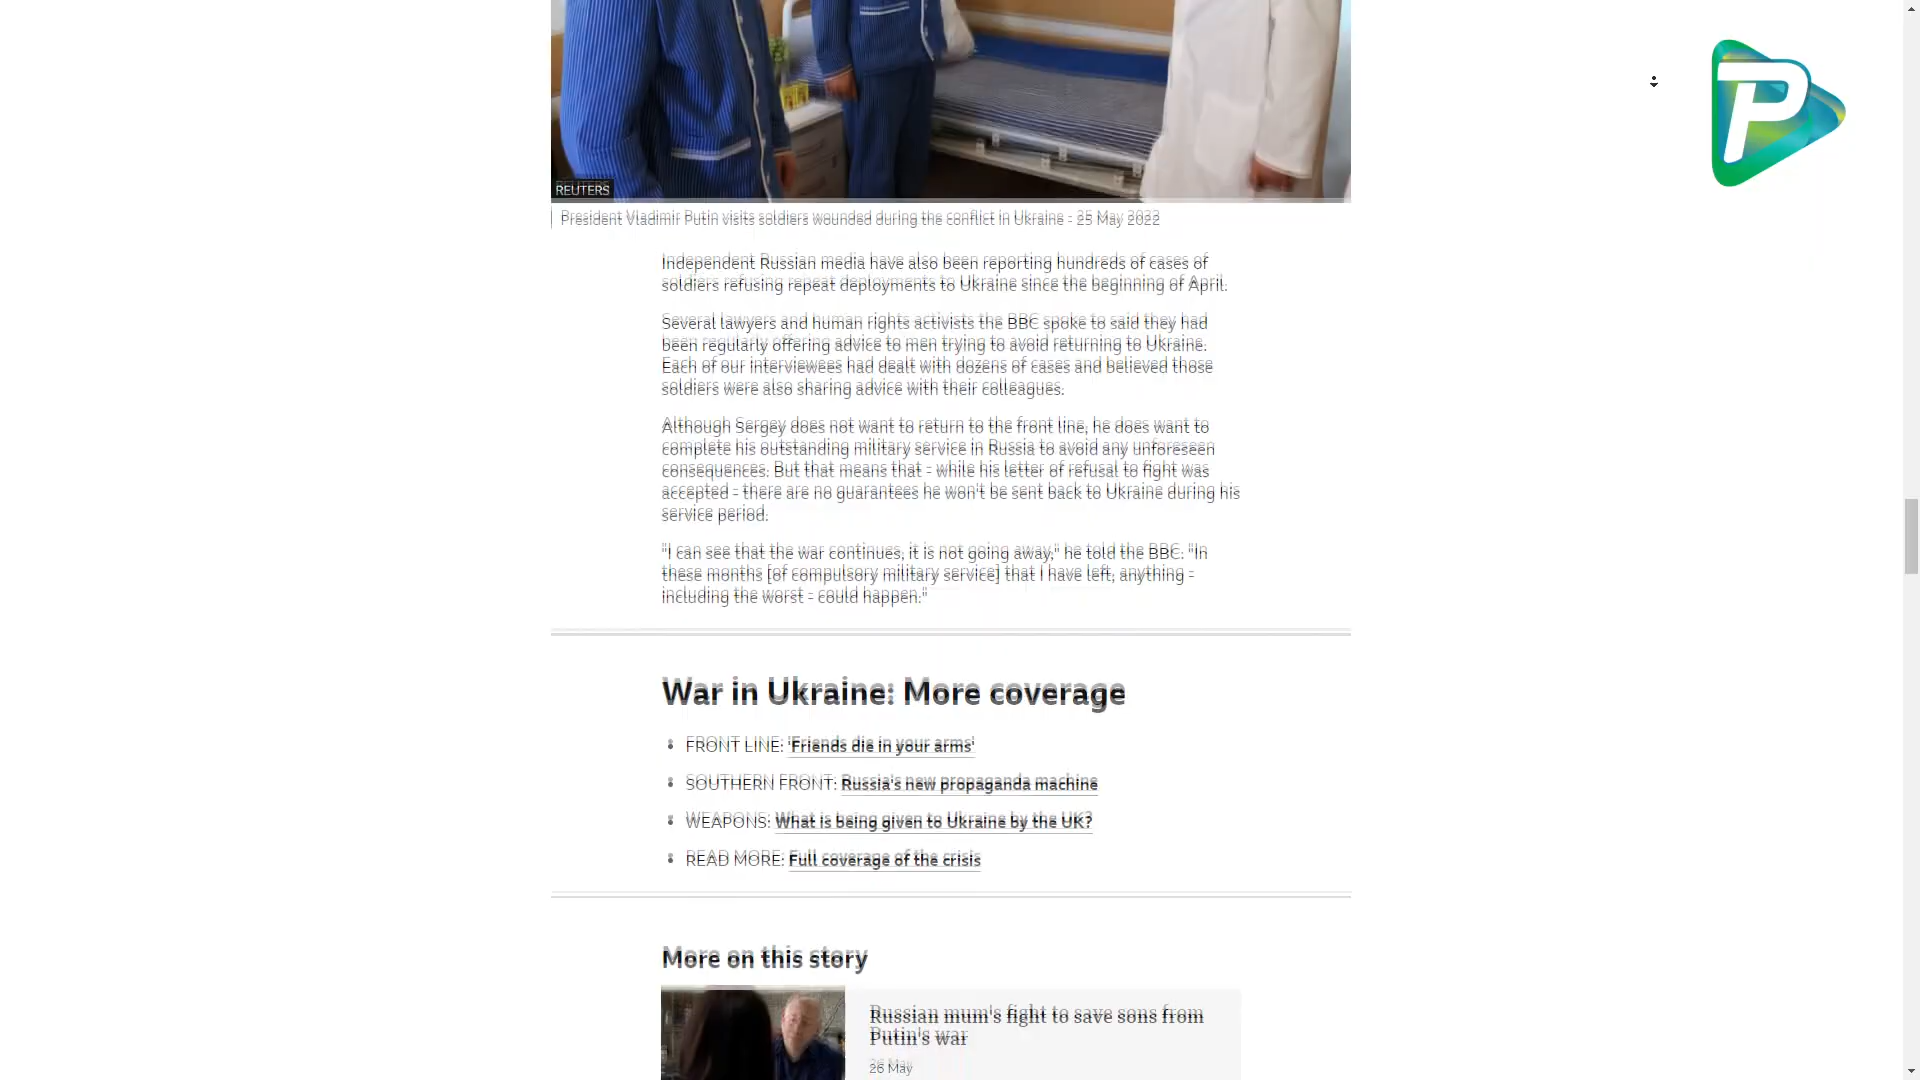 REUTERS
President Vladimir Putin visits soldiers wounded during the conflict in Ukraine - 25 May 2022
Independent Russian media have also been reporting hundreds of cases of
soldiers refusing repeat deployments to Ukraine since the beginning of April.
Several lawyers and human rights activists the BBC spoke to said they had
been regularly offering advice to men trying to avoid returning to Ukraine.
Each of our interviewees had dealt with dozens of cases and believed those
soldiers were also sharing advice with their colleagues.
Although Sergey does not want to return to the front line, he does want to
complete his outstanding military service in Russia to avoid any unforeseen
consequences. But that means that - while his letter of refusal to fight was
accepted - there are no guarantees he won't be sent back to Ukraine during his
service period.
"I can see that the war continues, it is not going away," he told the BBC. "In
these months [of compulsory military service] that I have left, anything -
including the worst - could happen."
War in Ukraine: More coverage
FRONT LINE: 'Friends die in your arms'
SOUTHERN FRONT: Russia's new propaganda machine
WEAPONS: What is being given to Ukraine by the UK?
READ MORE: Full coverage of the crisis
More on this story
Russian mum's fight to save sons from
Putin's war
26 May
P